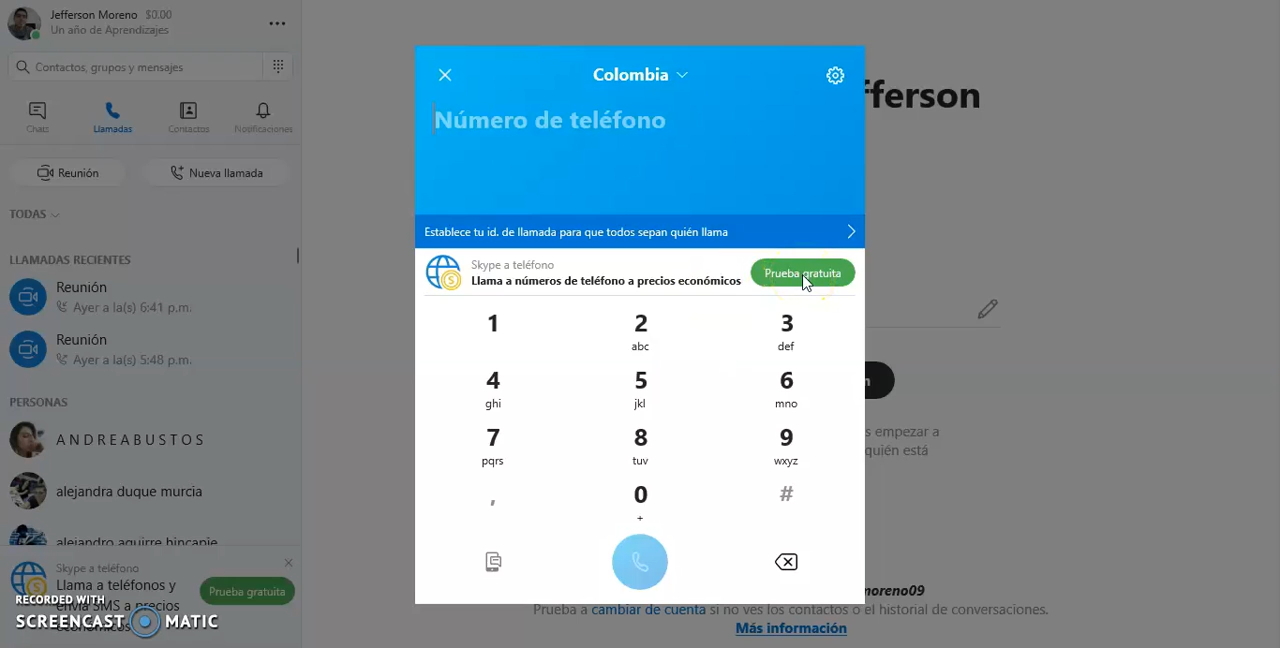 Jefferson Moreno $0.00
Un año de Aprendizajes
Contactos, grupos y mensajes
Chats
Llamadas
Contactos
Notificaciones
Reunión
Nueva llamada
TODAS
LLAMADAS RECIENTES
Reunión
Ayer a la(s) 6:41 p.m.
Reunión
Ayer a la(s) 5:48 p.m.
PERSONAS
A N D R E A B U S T O S
alejandra duque murcia
alejandro aguirre hincapie
Skype a teléfono
Llama a teléfonos y
envía SMS a precios
económicos
Prueba gratuita
RECORDED WITH
SCREENCAST MATIC
Colombia
Número de teléfono
Establece tu id. de llamada para que todos sepan quién llama
Skype a teléfono
Llama a números de teléfono a precios económicos
Prueba gratuita
1
2
abc
3
def
4
ghi
5
jkl
6
mno
7
pqrs
8
tuv
9
wxyz
,
0
+
#
fferson
n
s empezar a
quién está
moreno09
Prueba a cambiar de cuenta si no ves los contactos o el historial de conversaciones.
Más información